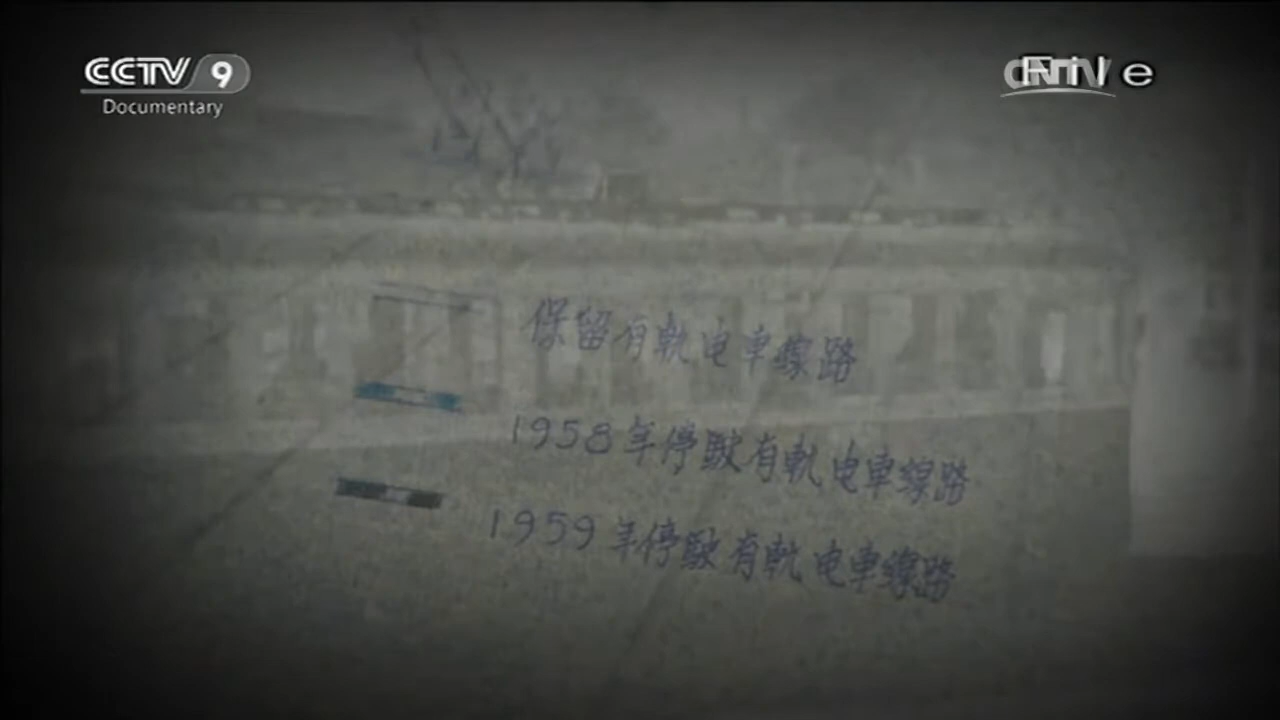 CCTV 9
Documentary
CNTV
File
保留有軌电車線路
1958年停駛有軌电車線路
1959年停駛有軌电車線路